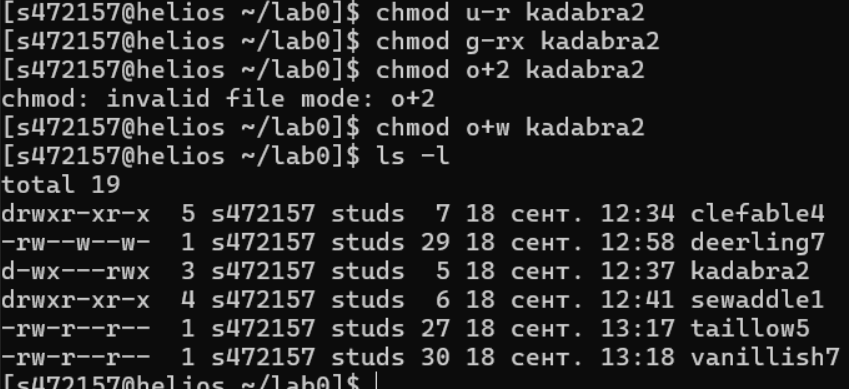 [s472157@helios ~/lab0]$ chmod u-r kadabra2
[s472157@helios ~/lab0]$ chmod g-rx kadabra2
[s472157@helios ~/lab0]$ chmod o+2 kadabra2
chmod: invalid file mode: o+2
[s472157@helios ~/lab0]$ chmod o+w kadabra2
[s472157@helios ~/lab0]$ ls -l
total 19
drwxr-xr-x  5 s472157 studs  7 18 сент. 12:34 clefable4
-rw--w--w-  1 s472157 studs 29 18 сент. 12:58 deerling7
d-wx---rwx  3 s472157 studs  5 18 сент. 12:37 kadabra2
drwxr-xr-x  4 s472157 studs  6 18 сент. 12:41 sewaddle1
-rw-r--r--  1 s472157 studs 27 18 сент. 13:17 taillow5
-rw-r--r--  1 s472157 studs 30 18 сент. 13:18 vanillish7
[s472157@helios ~/lab0]$